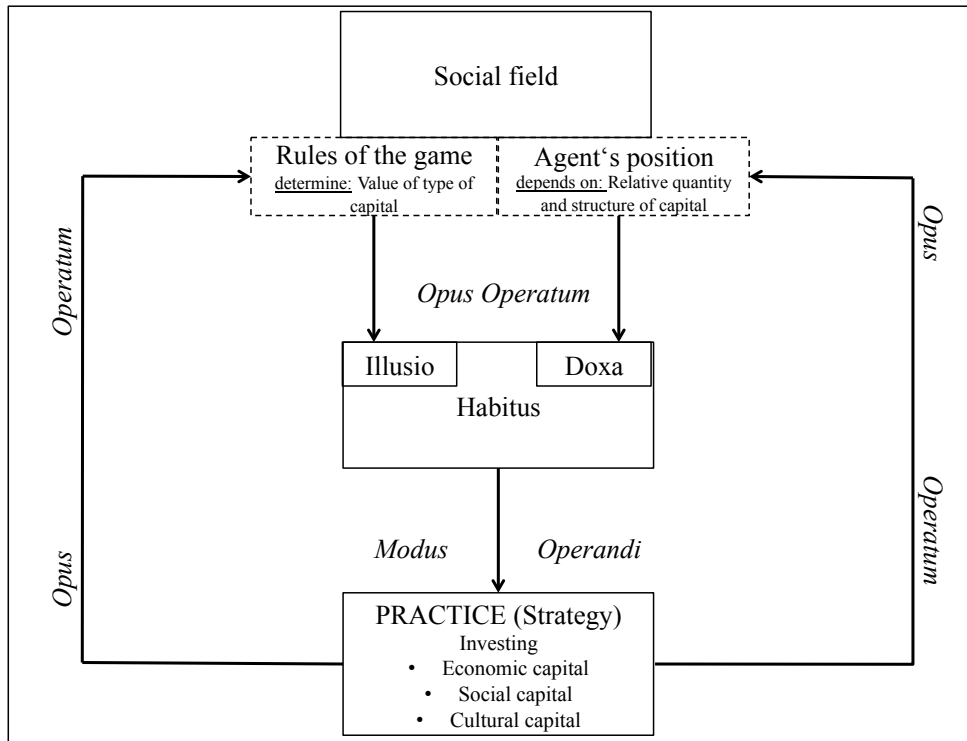 Social field
Rules of the game
determine: Value of type of
capital
Agent‘s position
depends on: Relative quantity
and structure of capital
Operatum
Opus
Opus Operatum
Illusio
Doxa
Habitus
Modus Operandi
Opus
Operatum
PRACTICE (Strategy)
Investing
• Economic capital
• Social capital
• Cultural capital